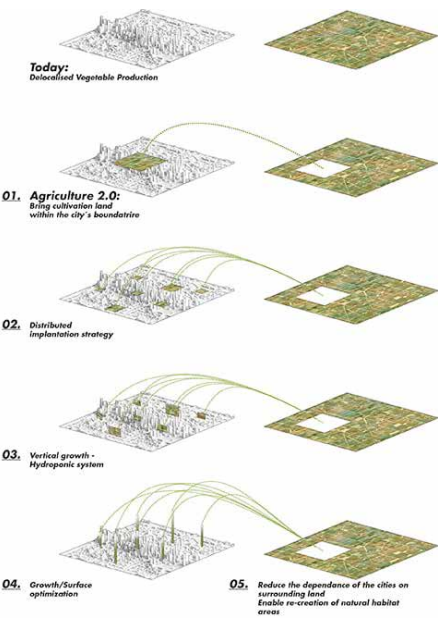 Today:
Delocalised Vegetable Production
01. Agriculture 2.0:
Bring cultivation land
within the city's boundatrire
02. Distributed
implantation strategy
03. Vertical growth -
Hydroponic system
04. Growth/Surface
optimization
05. Reduce the dependance of the cities on
surrounding land
Enable re-creation of natural habitat
areas